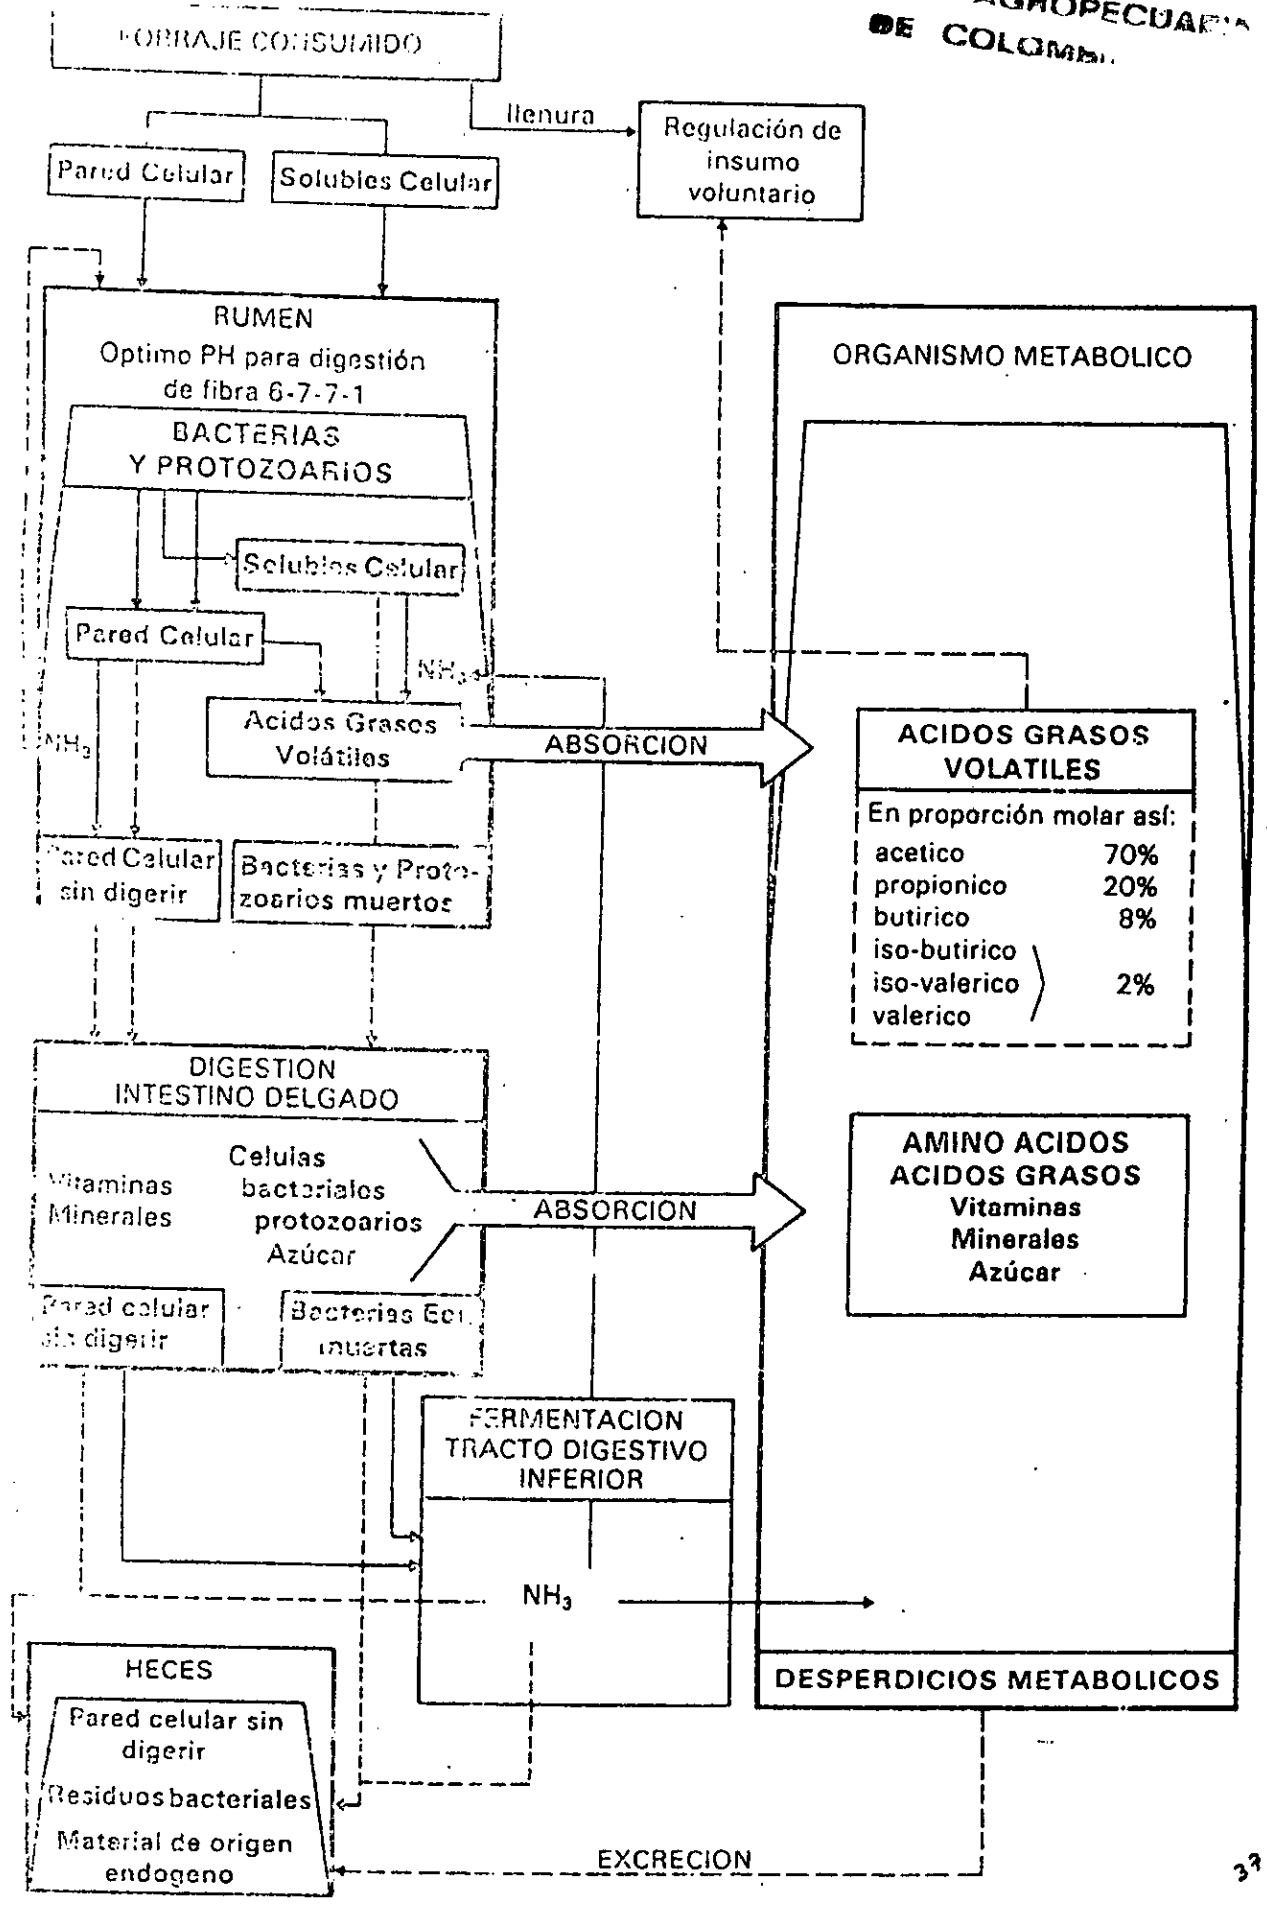 AGROPECUARIA
DE COLOMBIA
FORRAJE CONSUMIDO
llenura
Regulación de
insumo
voluntario
Pared Celular
Solubles Celular
RUMEN
Optimo PH para digestión
de fibra 6-7-7-1
BACTERIAS
Y PROTOZOARIOS
Solubles Celular
Pared Celular
NH3
NH3
Acidos Grasos
Volátiles
ABSORCION
Pared Celular
sin digerir
Bacterias y Proto-
zoarios muertos
ORGANISMO METABOLICO
ACIDOS GRASOS
VOLATILES
En proporción molar así:
acetico 70%
propionico 20%
butirico 8%
iso-butirico
iso-valerico 2%
valerico
DIGESTION
INTESTINO DELGADO
Vitaminas
Minerales
Celulas
bacteriales
protozoarios
Azúcar
ABSORCION
AMINO ACIDOS
ACIDOS GRASOS
Vitaminas
Minerales
Azúcar
Pared celular
sin digerir
Bacterias
muertas
FERMENTACION
TRACTO DIGESTIVO
INFERIOR
NH3
DESPERDICIOS METABOLICOS
HECES
Pared celular sin
digerir
Residuos bacteriales
Material de origen
endogeno
EXCRECION
37